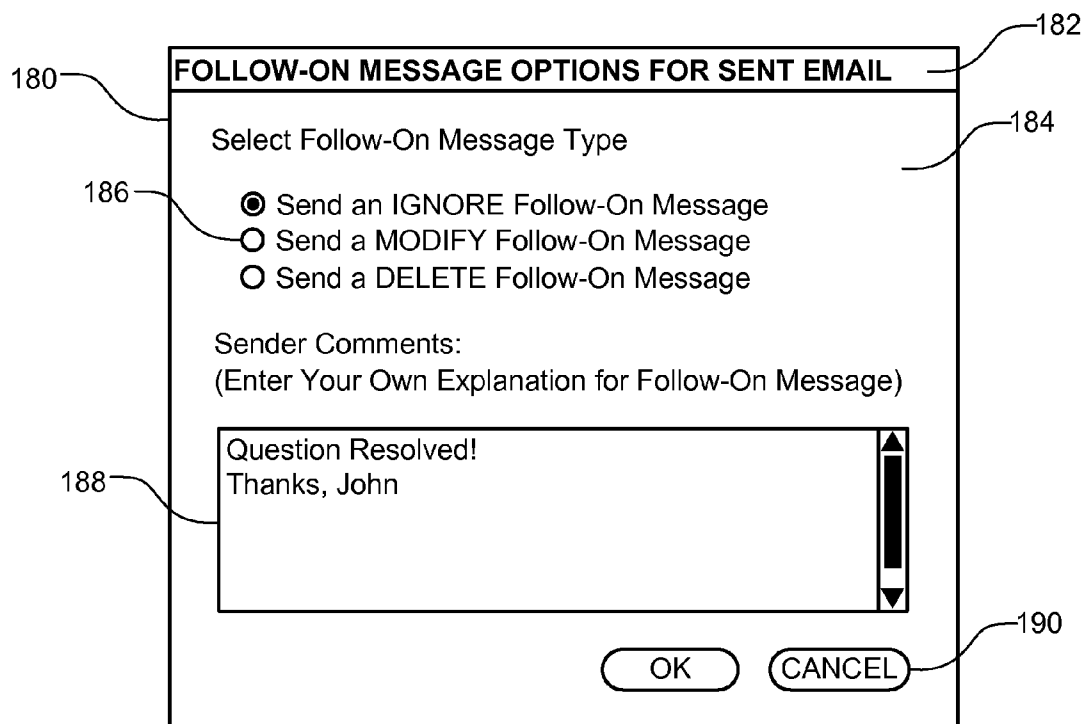 182
FOLLOW-ON MESSAGE OPTIONS FOR SENT EMAIL
180
184
Select Follow-On Message Type
186
Send an IGNORE Follow-On Message
Send a MODIFY Follow-On Message
Send a DELETE Follow-On Message
Sender Comments:
(Enter Your Own Explanation for Follow-On Message)
Question Resolved!
Thanks, John
188
190
OK CANCEL